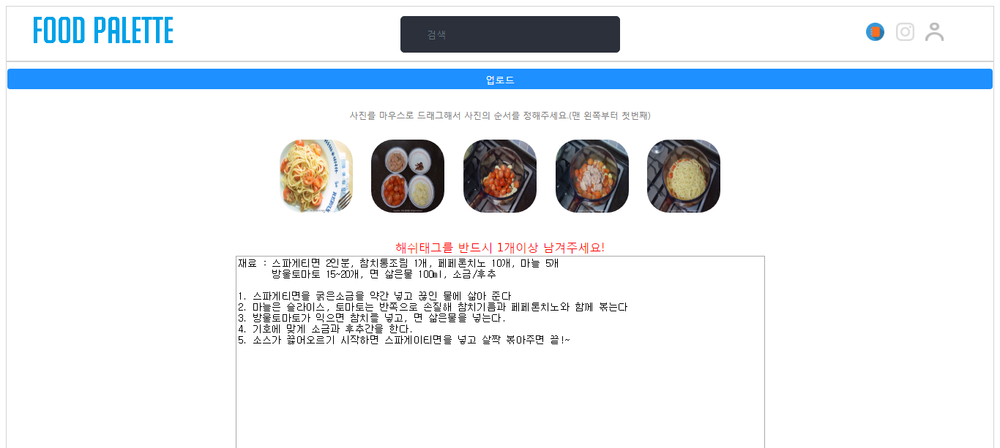 FOOD PALETTE
검색
업로드
사진를 마우스로 드래그해서 사진의 순서를 정해주세요.(맨 왼쪽부터 첫번째)
해쉬태그를 반드시 1개이상 남겨주세요!
재료 : 스파게티면 2인분, 참치통조림 1개, 페페론치노 10개, 마늘 5개
방울토마토 15~20개, 면 삶은물 100ml, 소금/후추
1. 스파게티면을 굵은소금을 약간 넣고 끓인 물에 삶아 준다
2. 마늘은 슬라이스, 토마토는 반쪽으로 손질해 참치기름과 페페론치노와 함께 볶는다
3. 방울토마토가 익으면 참치를 넣고, 면 삶은물을 넣는다.
4. 기호에 맞게 소금과 후추간을 한다.
5. 소스가 끓어오르기 시작하면 스파게이티면을 넣고 살짝 볶아주면 끝!~